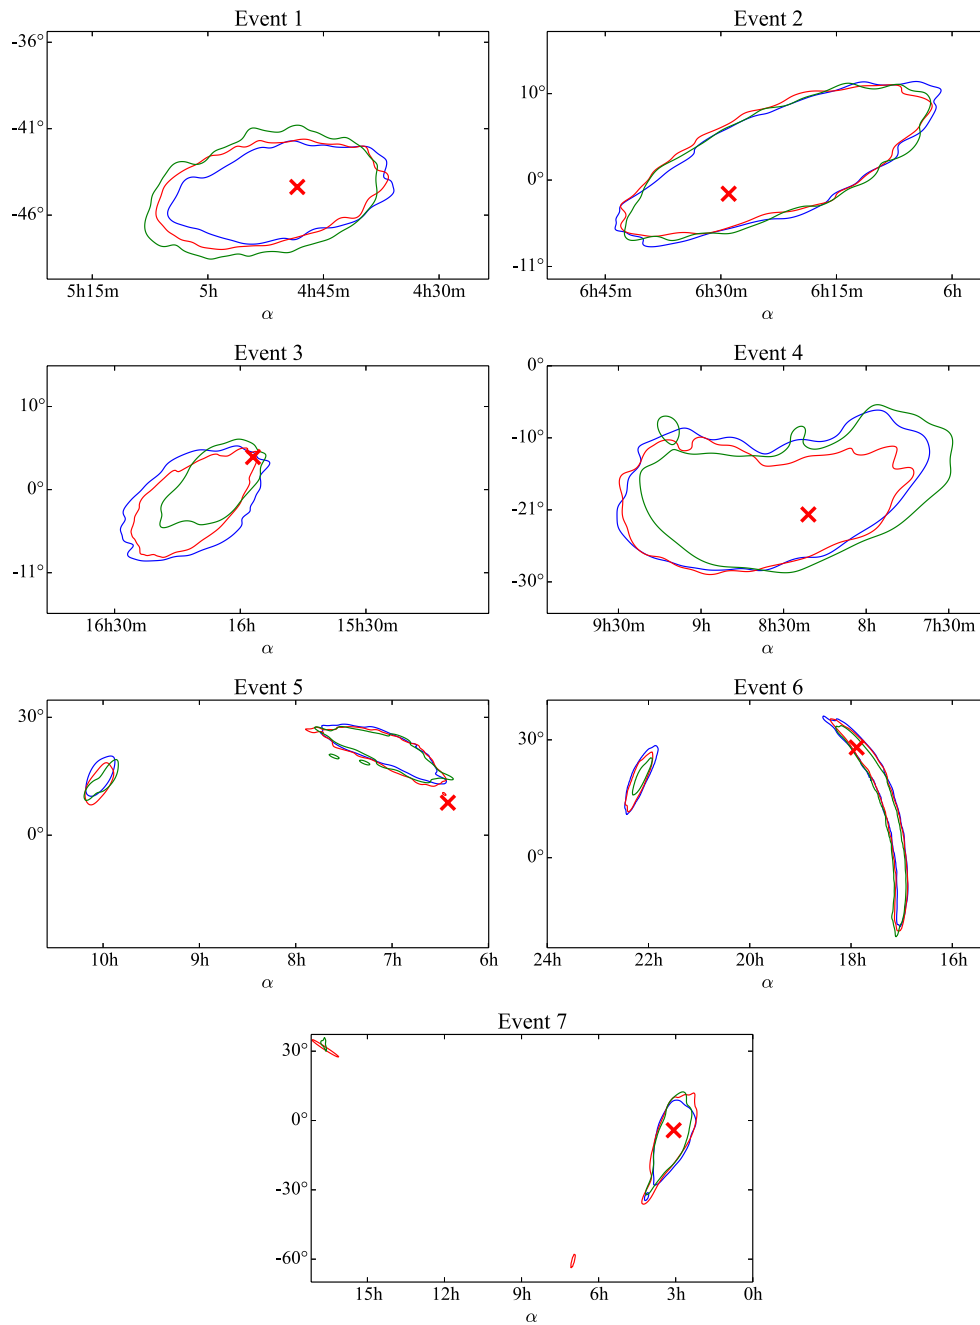 Event 1
-36°
-41°
-46°
5h15m 5h 4h45m 4h30m
α
Event 2
10°
0°
-11°
6h45m 6h30m 6h15m 6h
α
Event 3
10°
0°
-11°
16h30m 16h 15h30m
α
Event 4
0°
-10°
-21°
-30°
9h30m 9h 8h30m 8h 7h30m
α
Event 5
30°
0°
10h 9h 8h 7h 6h
α
Event 6
30°
0°
24h 22h 20h 18h 16h
α
Event 7
30°
0°
-30°
-60°
15h 12h 9h 6h 3h 0h
α